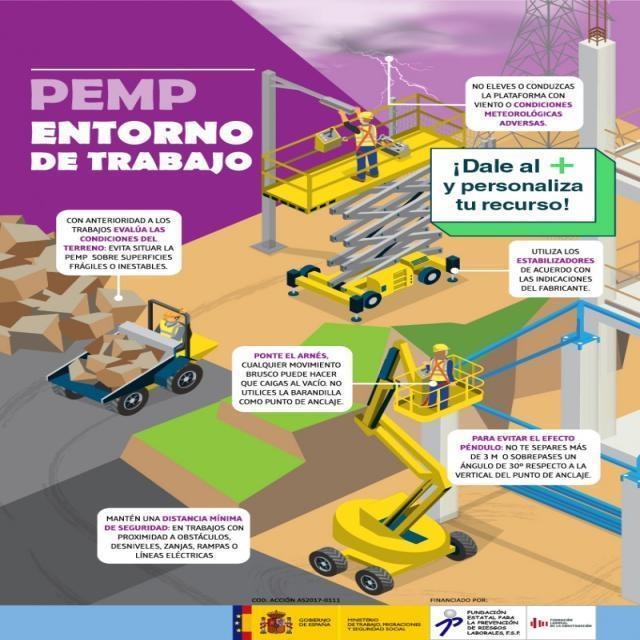 PEMP
ENTORNO
DE TRABAJO
NO ELEVES O CONDUZCAS
LA PLATAFORMA CON
VIENTO O CONDICIONES
METEOROLÓGICAS
ADVERSAS.
¡Dale al +
y personaliza
tu recurso!
CON ANTERIORIDAD A LOS
TRABAJOS EVALÚA LAS
CONDICIONES DEL
TERRENO: EVITA SITUAR LA
PEMP SOBRE SUPERFICIES
FRÁGILES O INESTABLES.
UTILIZA LOS
ESTABILIZADORES
DE ACUERDO CON
LAS INDICACIONES
DEL FABRICANTE.
PONTE EL ARNÉS,
CUALQUIER MOVIMIENTO
BRUSCO PUEDE HACER
QUE CAIGAS AL VACÍO. NO
UTILICES LA BARANDILLA
COMO PUNTO DE ANCLAJE.
PARA EVITAR EL EFECTO
PÉNDULO: NO TE SEPARES MÁS
DE 3 M O SOBREPASES UN
ÁNGULO DE 30º RESPECTO A LA
VERTICAL DEL PUNTO DE ANCLAJE.
MANTÉN UNA DISTANCIA MÍNIMA
DE SEGURIDAD: EN TRABAJOS CON
PROXIMIDAD A OBSTÁCULOS,
DESNIVELES, ZANJAS, RAMPAS O
LÍNEAS ELÉCTRICAS
COD. ACCIÓN AS2017-0111
FINANCIADO POR:
GOBIERNO
DE ESPAÑA
MINISTERIO
DE TRABAJO, MIGRACIONES
Y SEGURIDAD SOCIAL
FUNDACIÓN
ESTATAL PARA
LA PREVENCIÓN
DE RIESGOS
LABORALES, F.S.P.
FUNDACIÓN
LABORAL
DE LA CONSTRUCCIÓN